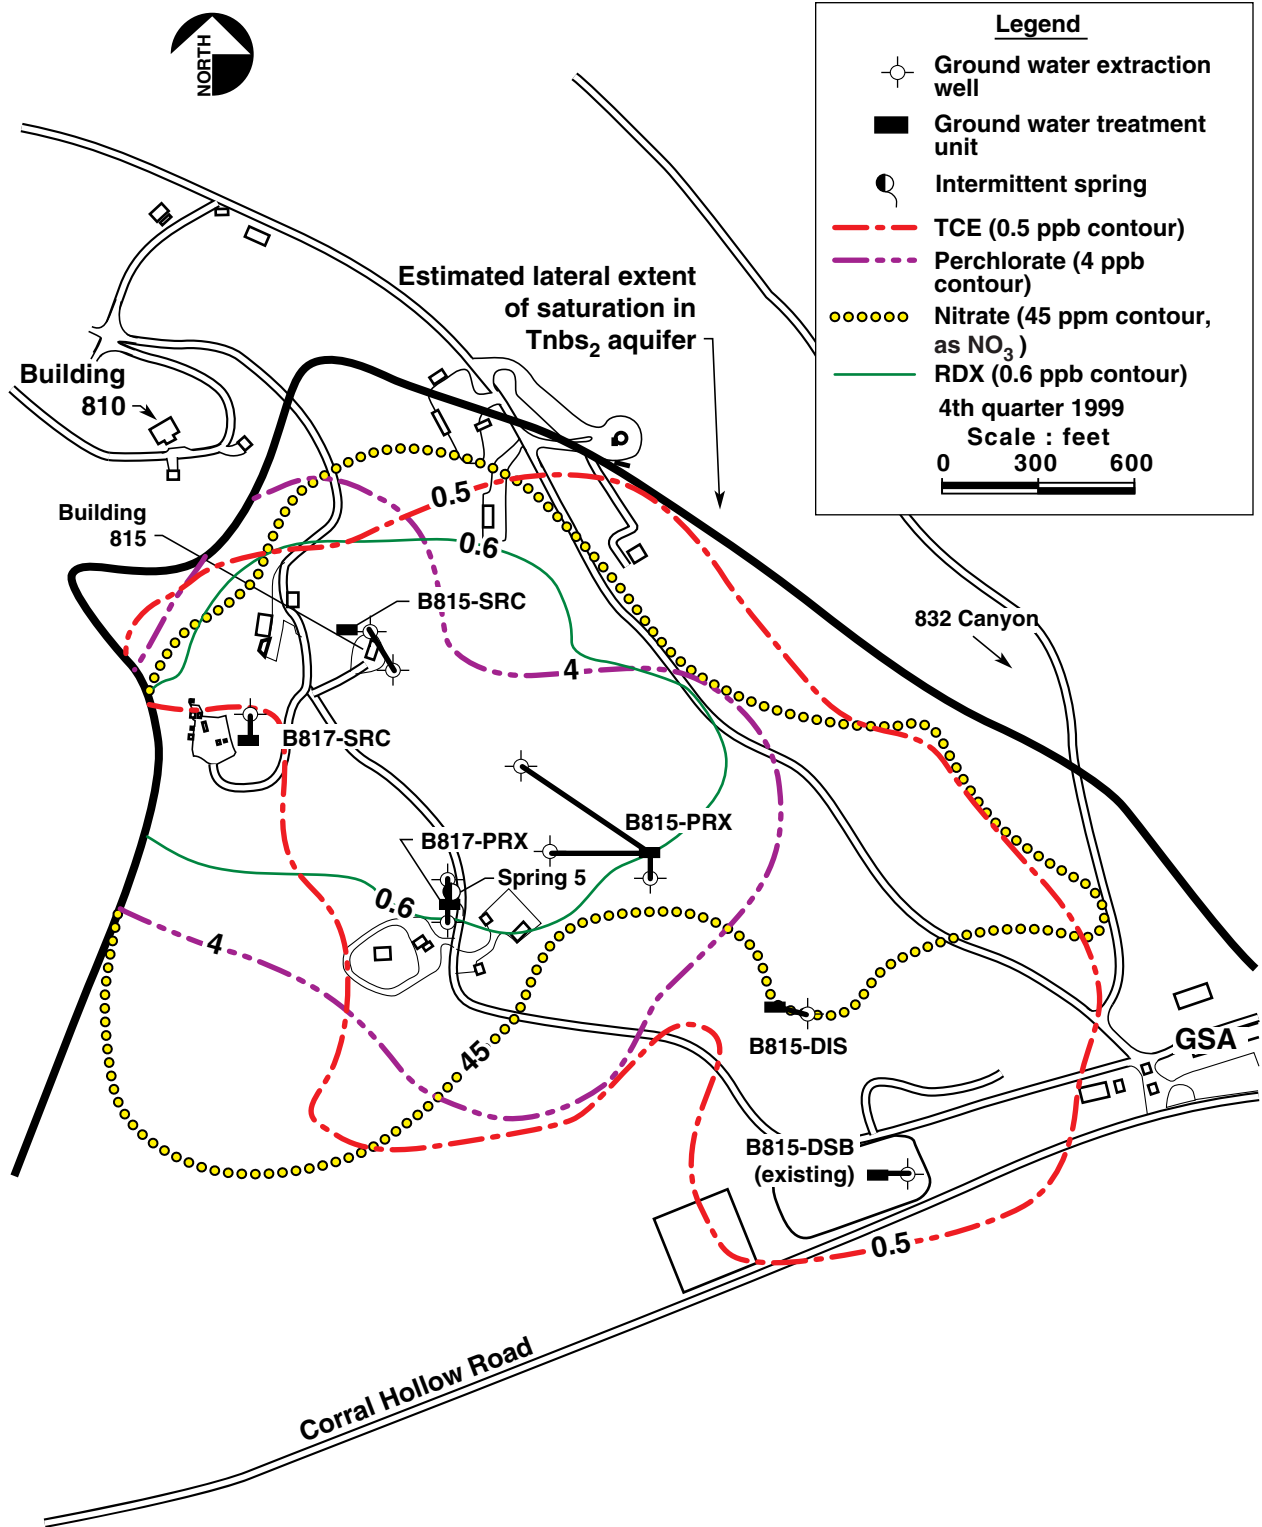 NORTH
Legend
Ground water extraction
well
Ground water treatment
unit
Intermittent spring
TCE (0.5 ppb contour)
Perchlorate (4 ppb
contour)
Nitrate (45 ppm contour,
as NO3 )
RDX (0.6 ppb contour)
4th quarter 1999
Scale : feet
0 300 600
Estimated lateral extent
of saturation in
Tnbs2 aquifer
Building
810
Building
815
0.5
0.6
B815-SRC
832 Canyon
4
B817-SRC
B815-PRX
B817-PRX
Spring 5
0.6
4
45
B815-DIS
GSA
B815-DSB
(existing)
0.5
Corral Hollow Road